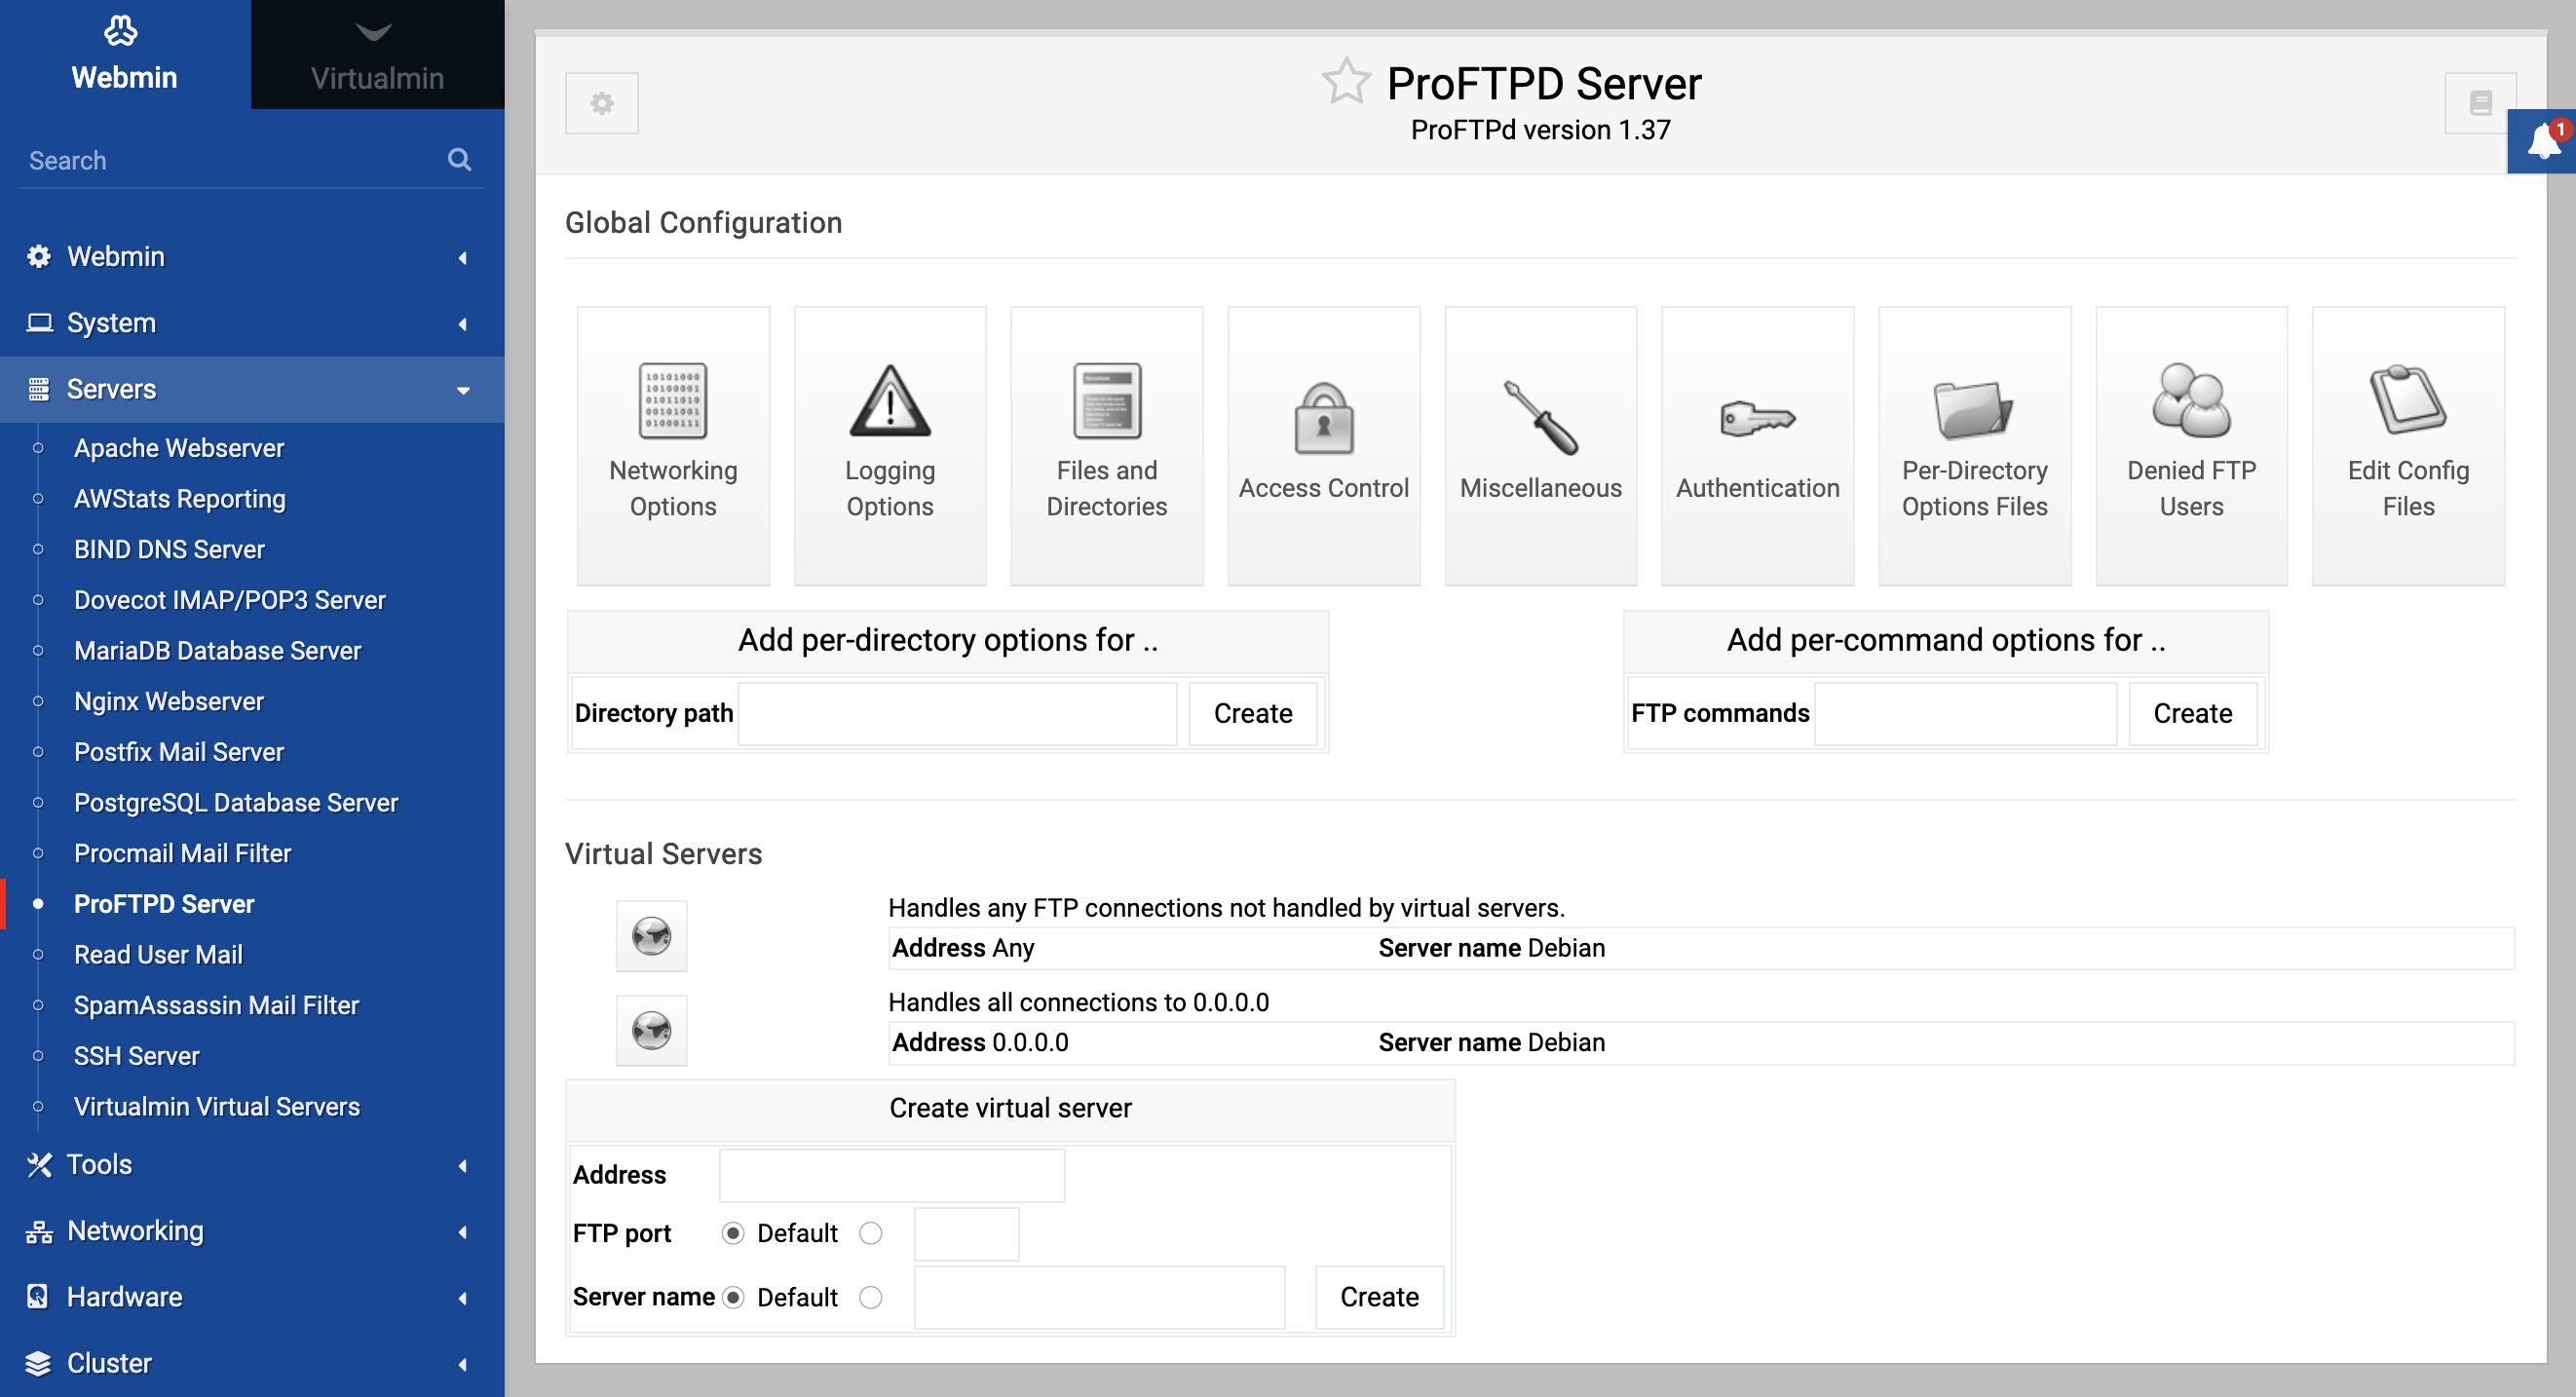 Webmin
Virtualmin
Search
Webmin
System
Servers
Apache Webserver
AWStats Reporting
BIND DNS Server
Dovecot IMAP/POP3 Server
MariaDB Database Server
Nginx Webserver
Postfix Mail Server
PostgreSQL Database Server
Procmail Mail Filter
ProFTPD Server
Read User Mail
SpamAssassin Mail Filter
SSH Server
Virtualmin Virtual Servers
Tools
Networking
Hardware
Cluster
ProFTPD Server
ProFTPd version 1.37
1
Global Configuration
10101000
10100001
01011010
00101001
01000111
Networking
Options
Logging
Options
Document
Files and
Directories
Access Control
Miscellaneous
Authentication
Per-Directory
Options Files
Denied FTP
Users
Edit Config
Files
Add per-directory options for ..
Directory path Create
Add per-command options for ..
FTP commands Create
Virtual Servers
Handles any FTP connections not handled by virtual servers.
Address Any Server name Debian
Handles all connections to 0.0.0.0
Address 0.0.0.0 Server name Debian
Create virtual server
Address
FTP port Default
Server name Default Create